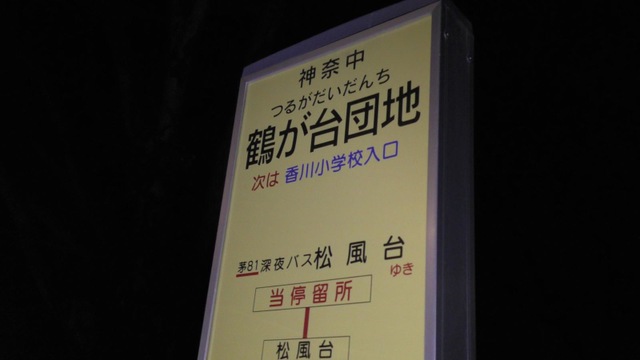 神奈中
つるがだいだんち
鶴が台団地
次は 香川小学校入口
茅81 深夜バス 松風台 ゆき
当停留所
松風台